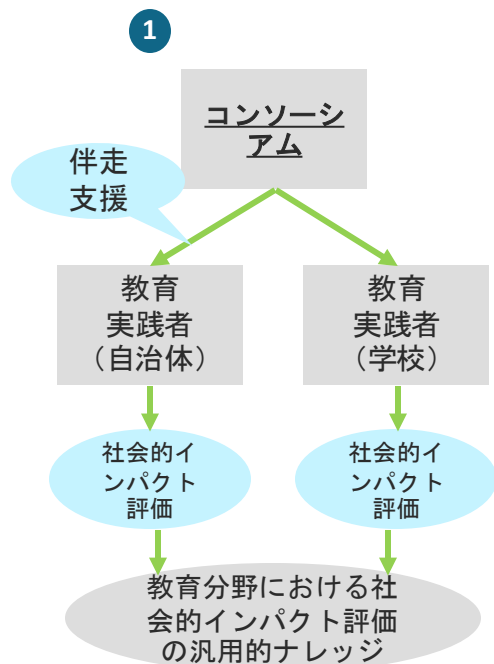 1
コンソーシ
アム
伴走
支援
教育
実践者
（自治体）
教育
実践者
（学校）
社会的イ
ンパクト
評価
社会的イ
ンパクト
評価
教育分野における社
会的インパクト評価
の汎用的ナレッジ